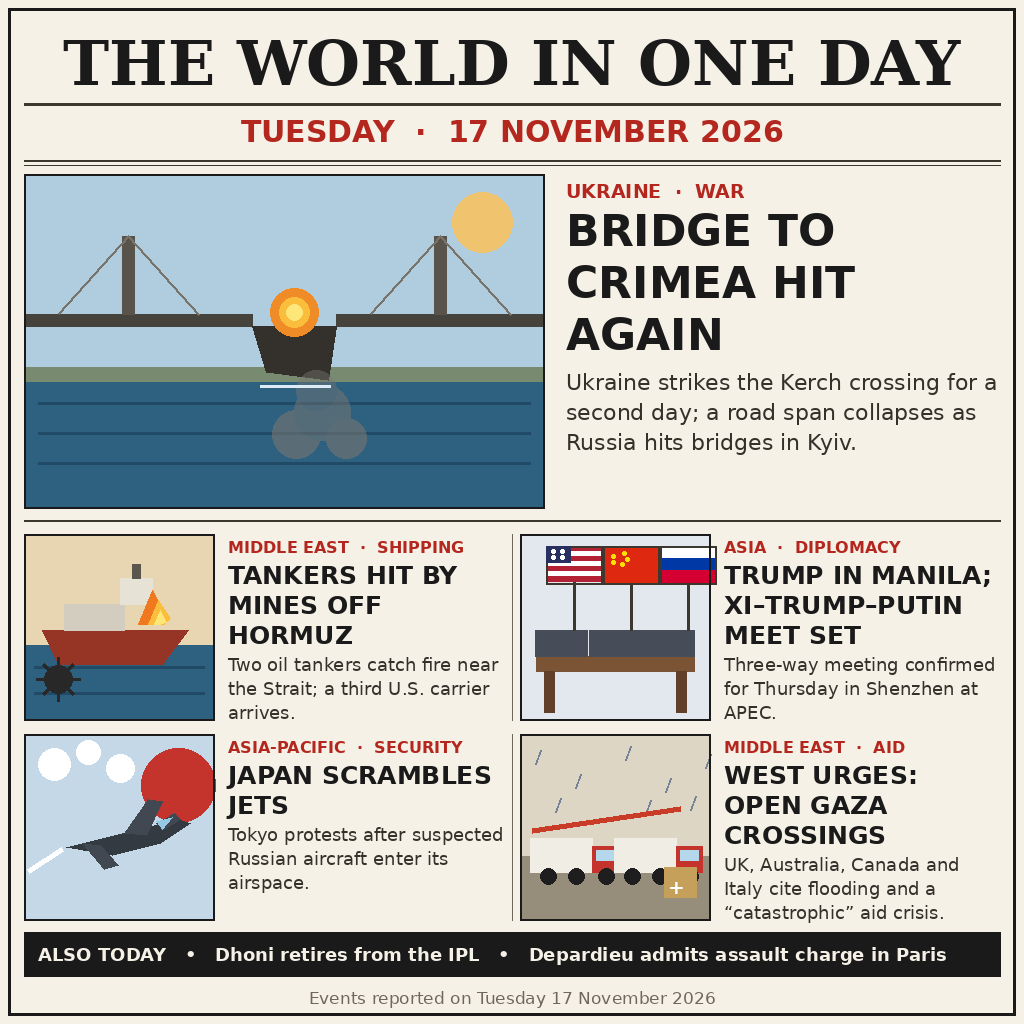 THE WORLD IN ONE DAY
TUESDAY · 17 NOVEMBER 2026
UKRAINE · WAR
BRIDGE TO
CRIMEA HIT
AGAIN
Ukraine strikes the Kerch crossing for a
second day; a road span collapses as
Russia hits bridges in Kyiv.
MIDDLE EAST · SHIPPING
TANKERS HIT BY
MINES OFF
HORMUZ
Two oil tankers catch fire near
the Strait; a third U.S. carrier
arrives.
ASIA · DIPLOMACY
TRUMP IN MANILA;
XI–TRUMP–PUTIN
MEET SET
Three-way meeting confirmed
for Thursday in Shenzhen at
APEC.
ASIA-PACIFIC · SECURITY
JAPAN SCRAMBLES
JETS
Tokyo protests after suspected
Russian aircraft enter its
airspace.
MIDDLE EAST · AID
WEST URGES:
OPEN GAZA
CROSSINGS
UK, Australia, Canada and
Italy cite flooding and a
“catastrophic” aid crisis.
ALSO TODAY • Dhoni retires from the IPL • Depardieu admits assault charge in Paris
Events reported on Tuesday 17 November 2026